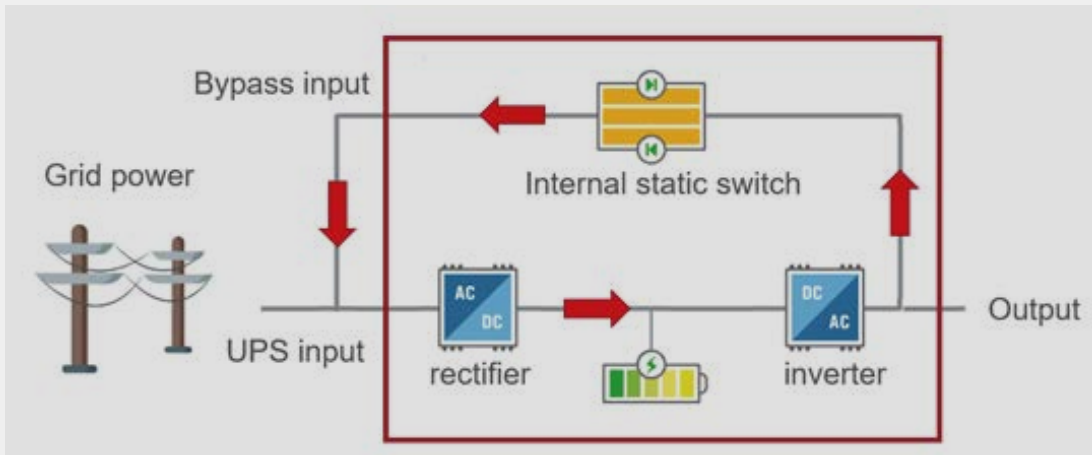 Bypass input
Internal static switch
Grid power
AC
DC
DC
AC
Output
UPS input
rectifier
inverter